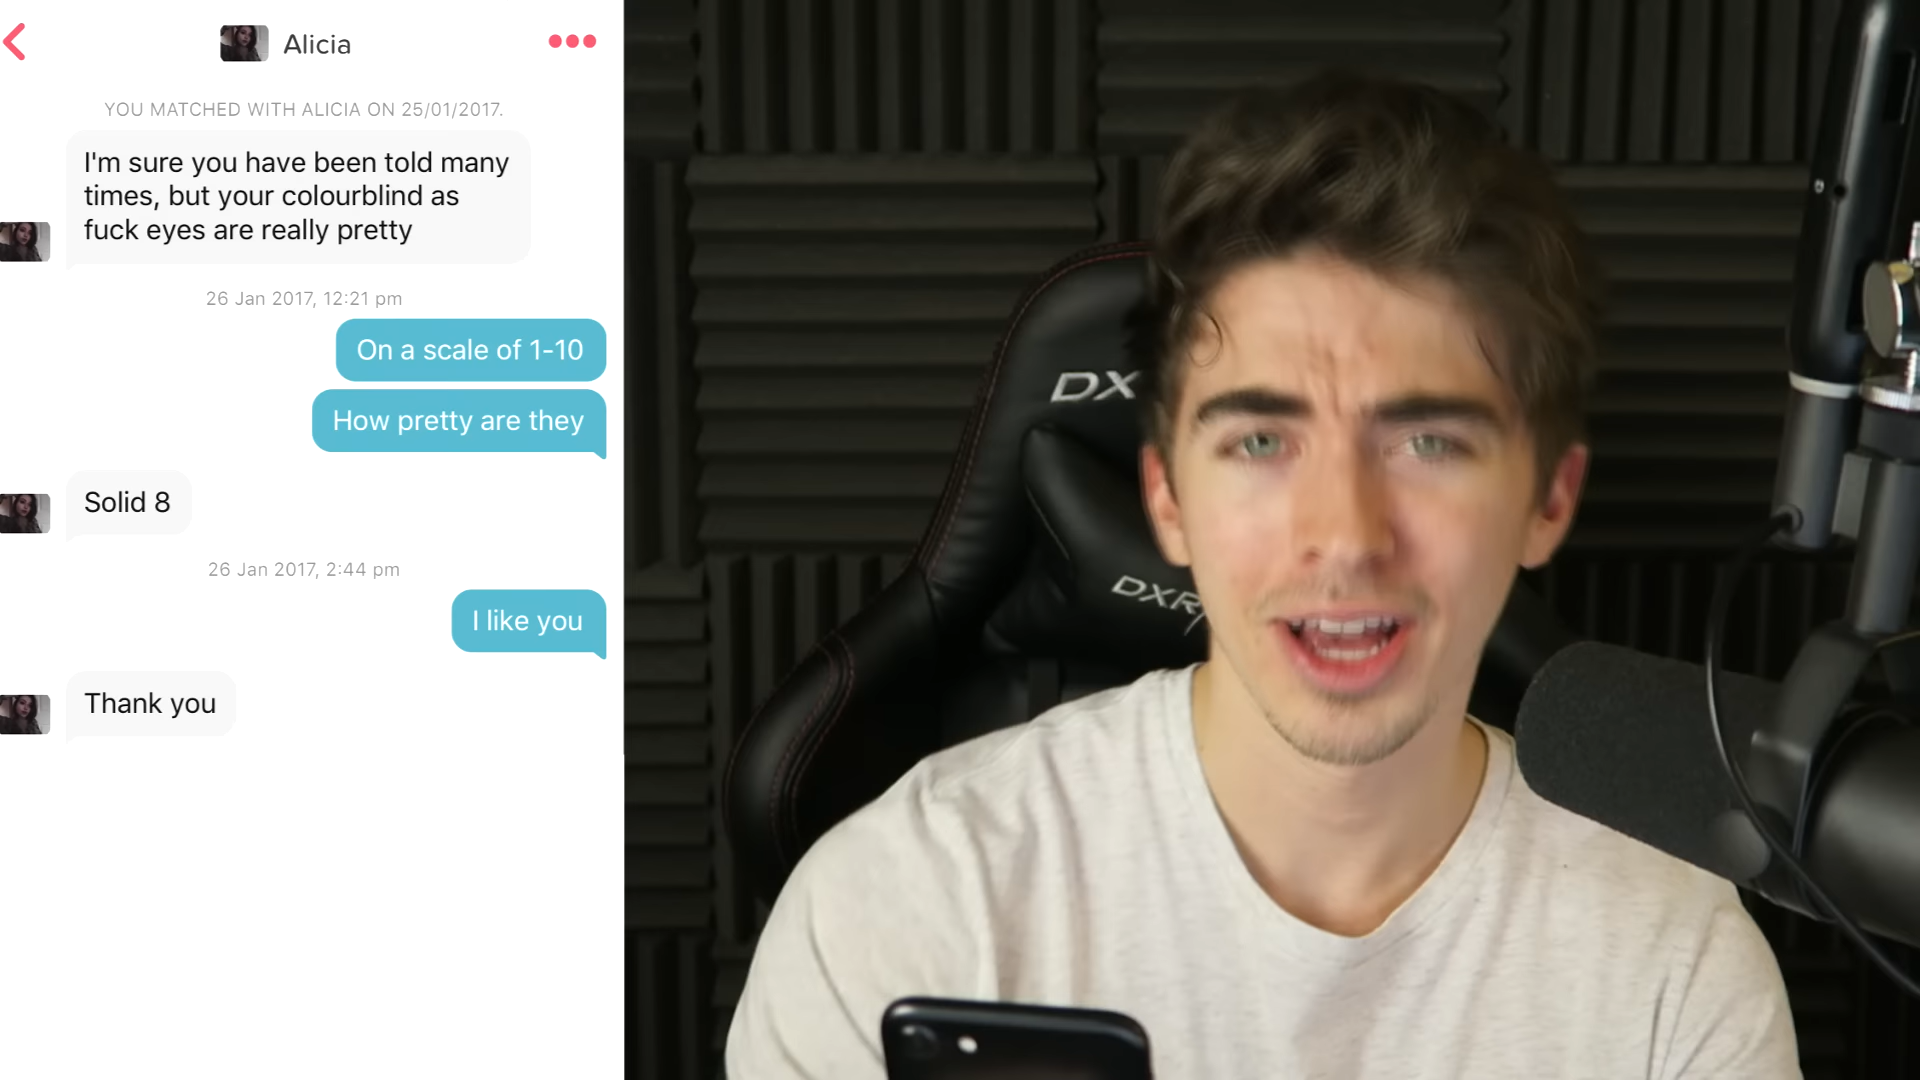 Alicia
YOU MATCHED WITH ALICIA ON 25/01/2017.
I'm sure you have been told many
times, but your colourblind as
fuck eyes are really pretty
26 Jan 2017, 12:21 pm
On a scale of 1-10
How pretty are they
Solid 8
26 Jan 2017, 2:44 pm
I like you
Thank you
DX
DXR